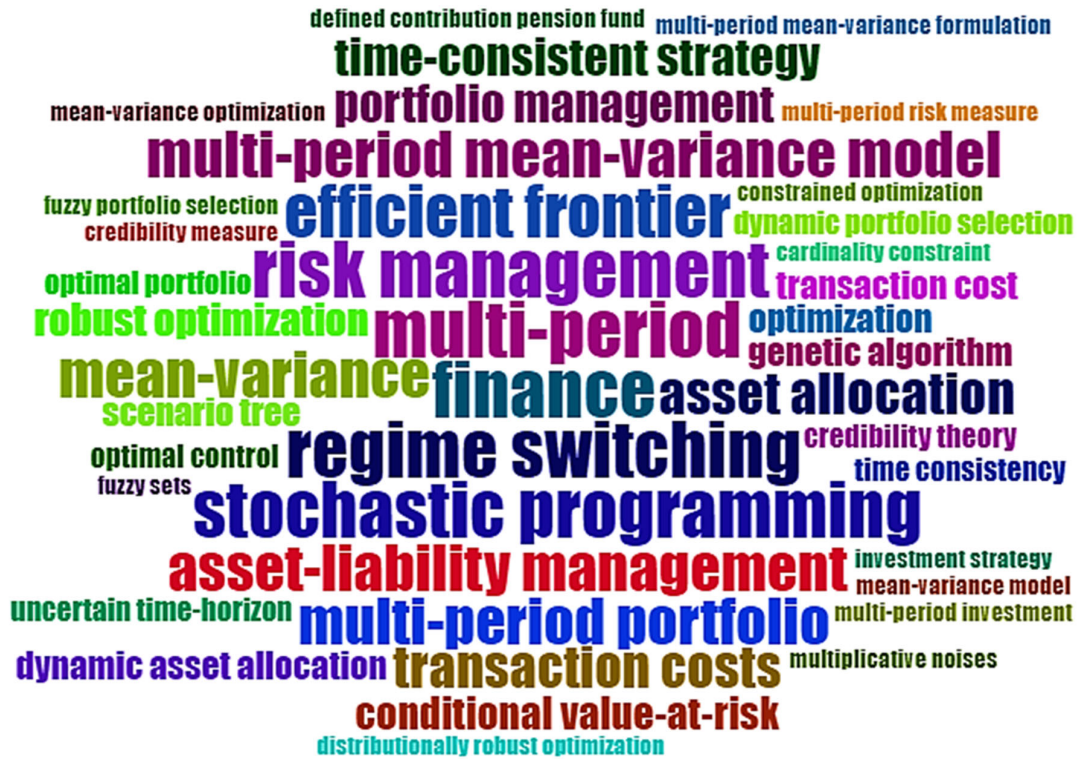 defined contribution pension fund
multi-period mean-variance formulation
time-consistent strategy
mean-variance optimization
portfolio management
multi-period risk measure
multi-period mean-variance model
fuzzy portfolio selection
efficient frontier
constrained optimization
credibility measure
dynamic portfolio selection
optimal portfolio
risk management
cardinality constraint
transaction cost
robust optimization
multi-period
optimization
genetic algorithm
mean-variance
finance
asset allocation
scenario tree
optimal control
regime switching
credibility theory
time consistency
fuzzy sets
stochastic programming
asset-liability management
investment strategy
mean-variance model
uncertain time-horizon
multi-period portfolio
multi-period investment
dynamic asset allocation
transaction costs
multiplicative noises
conditional value-at-risk
distributionally robust optimization